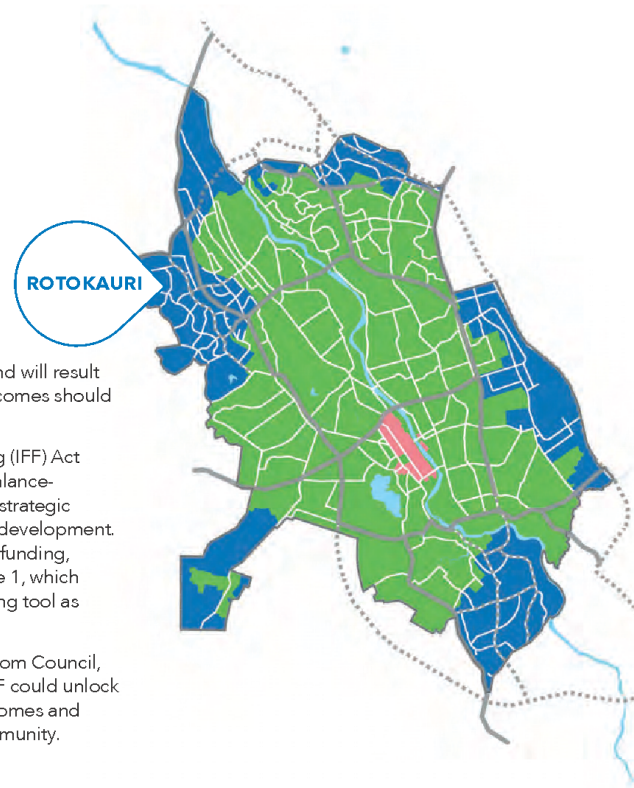 ROTOKAURI
nd will result
comes should
g (IFF) Act
alance-
strategic
development.
funding,
e 1, which
ng tool as
om Council,
F could unlock
omes and
munity.